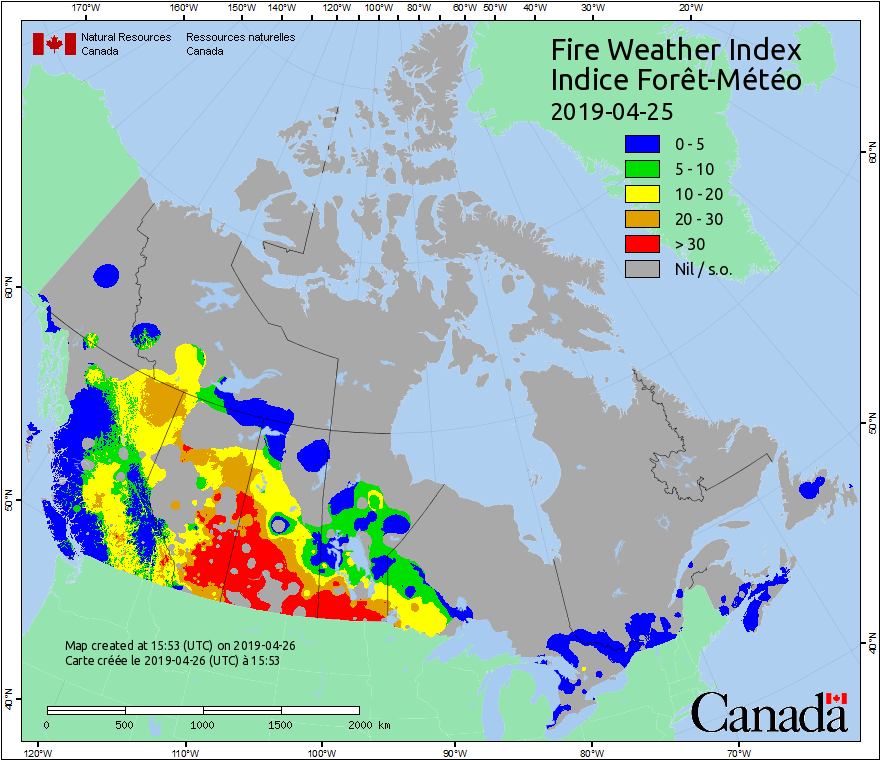 170°W 160°W 150°W 140°W 130°W 120°W 110°W 100°W 90°W 80°W 70°W 60°W 50°W 40°W 30°W 20°W
Natural Resources Ressources naturelles
Canada Canada
Fire Weather Index
Indice Forêt-Météo
2019-04-25
0 - 5
5 - 10
10 - 20
20 - 30
> 30
Nil / s.o.
60°N
60°N
50°N
50°N
40°N
40°N
Map created at 15:53 (UTC) on 2019-04-26
Carte créée le 2019-04-26 (UTC) à 15:53
0 500 1000 1500 2000 km
Canada
120°W 110°W 100°W 90°W 80°W 70°W